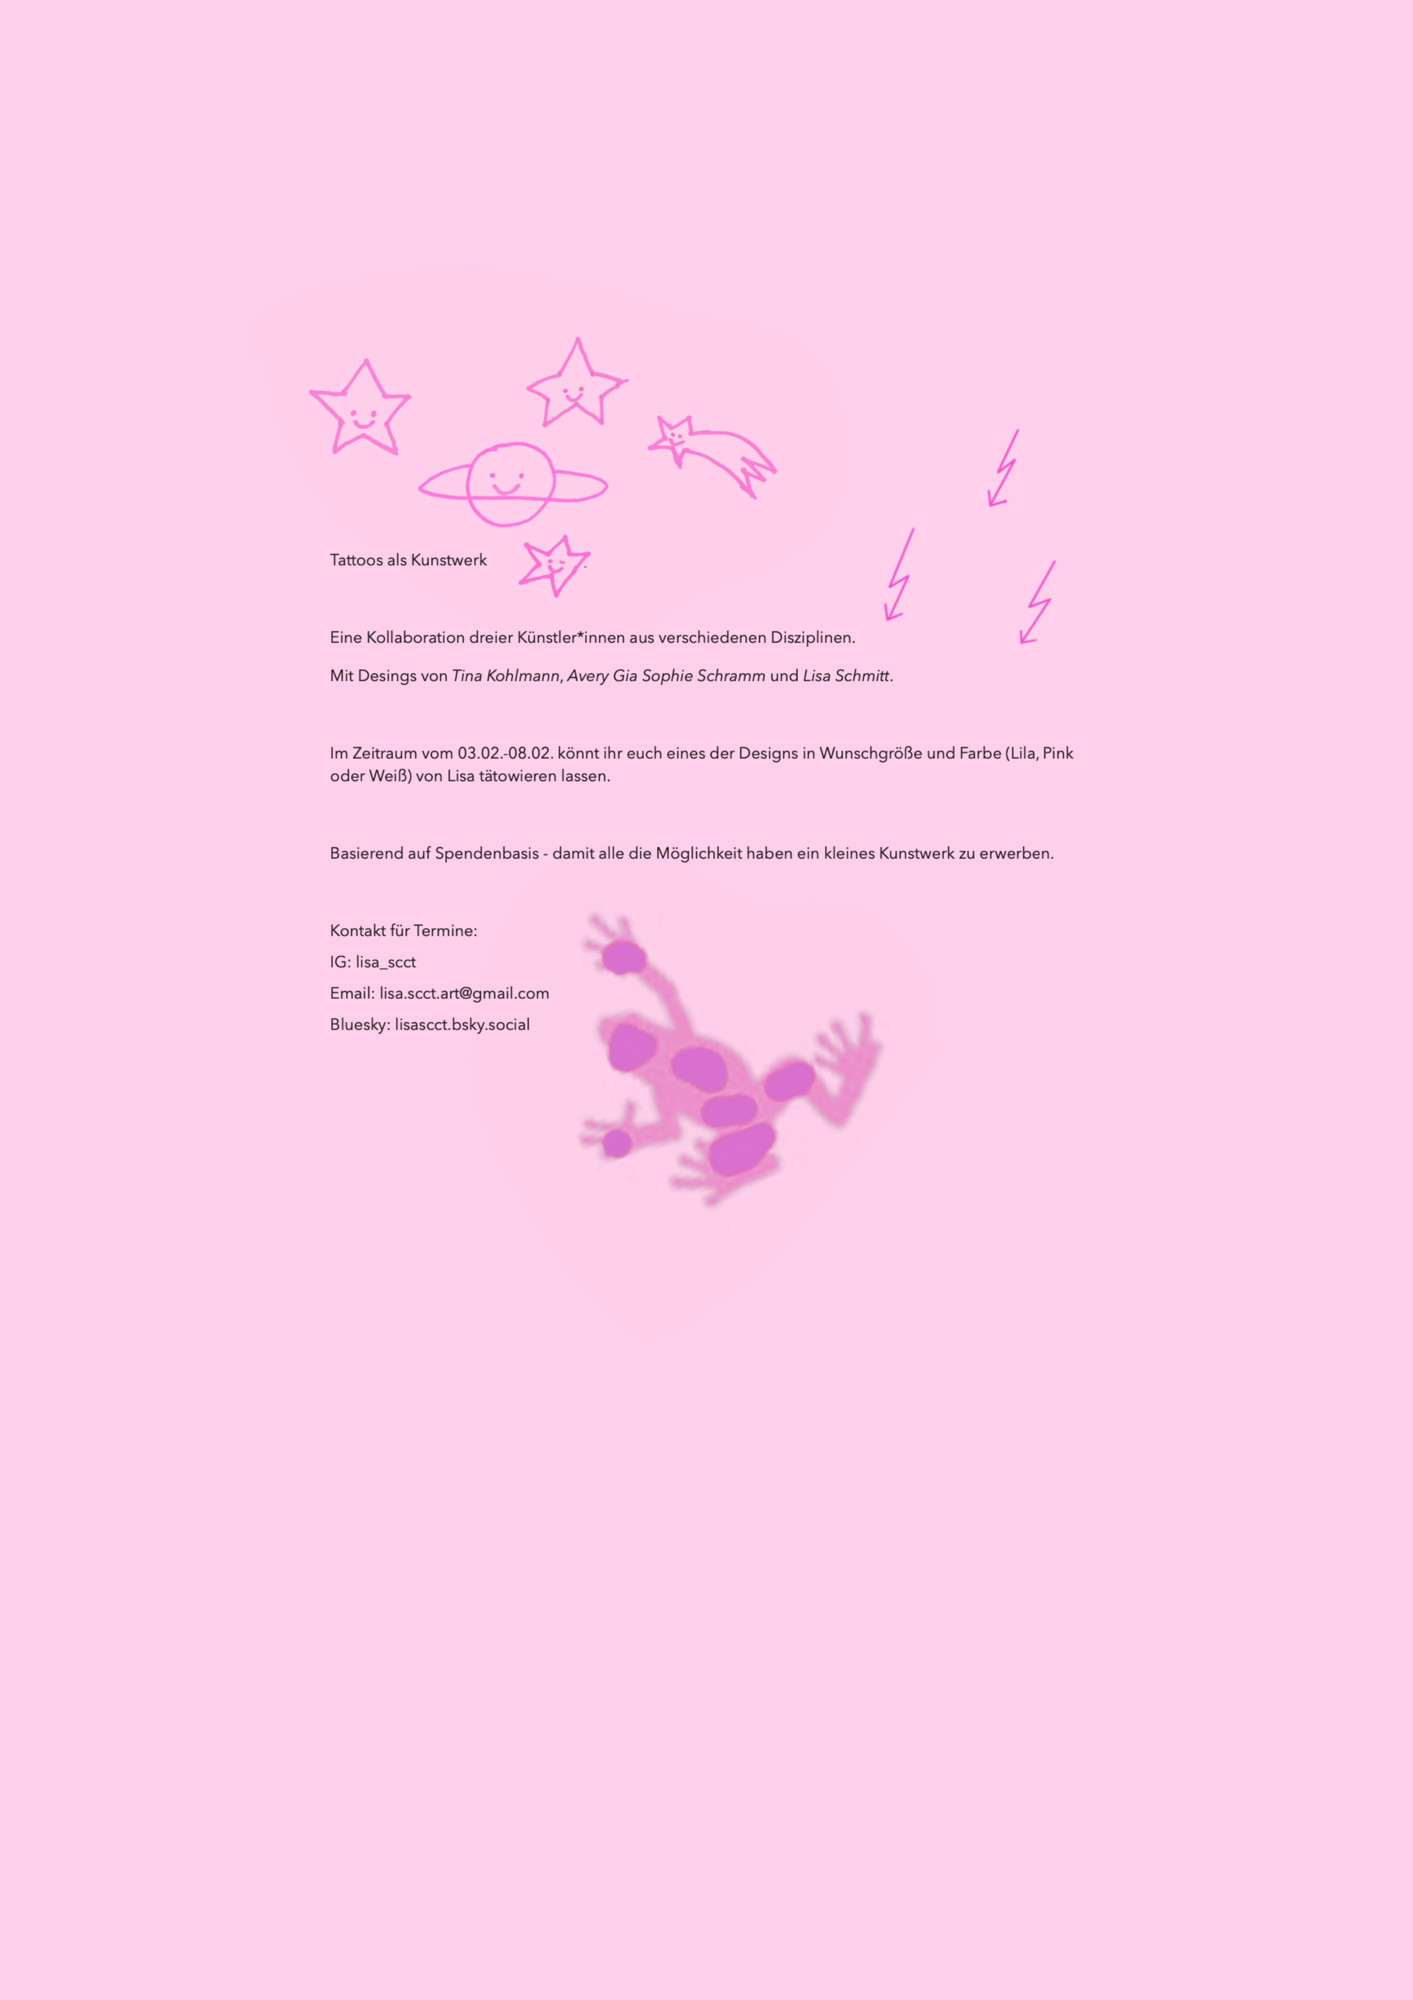 Tattoos als Kunstwerk
Eine Kollaboration dreier Künstler*innen aus verschiedenen Disziplinen.
Mit Desings von Tina Kohlmann, Avery Gia Sophie Schramm und Lisa Schmitt.
Im Zeitraum vom 03.02.-08.02. könnt ihr euch eines der Designs in Wunschgröße und Farbe (Lila, Pink
oder Weiß) von Lisa tätowieren lassen.
Basierend auf Spendenbasis - damit alle die Möglichkeit haben ein kleines Kunstwerk zu erwerben.
Kontakt für Termine:
IG: lisa_scct
Email: lisa.scct.art@gmail.com
Bluesky: lisascct.bsky.social